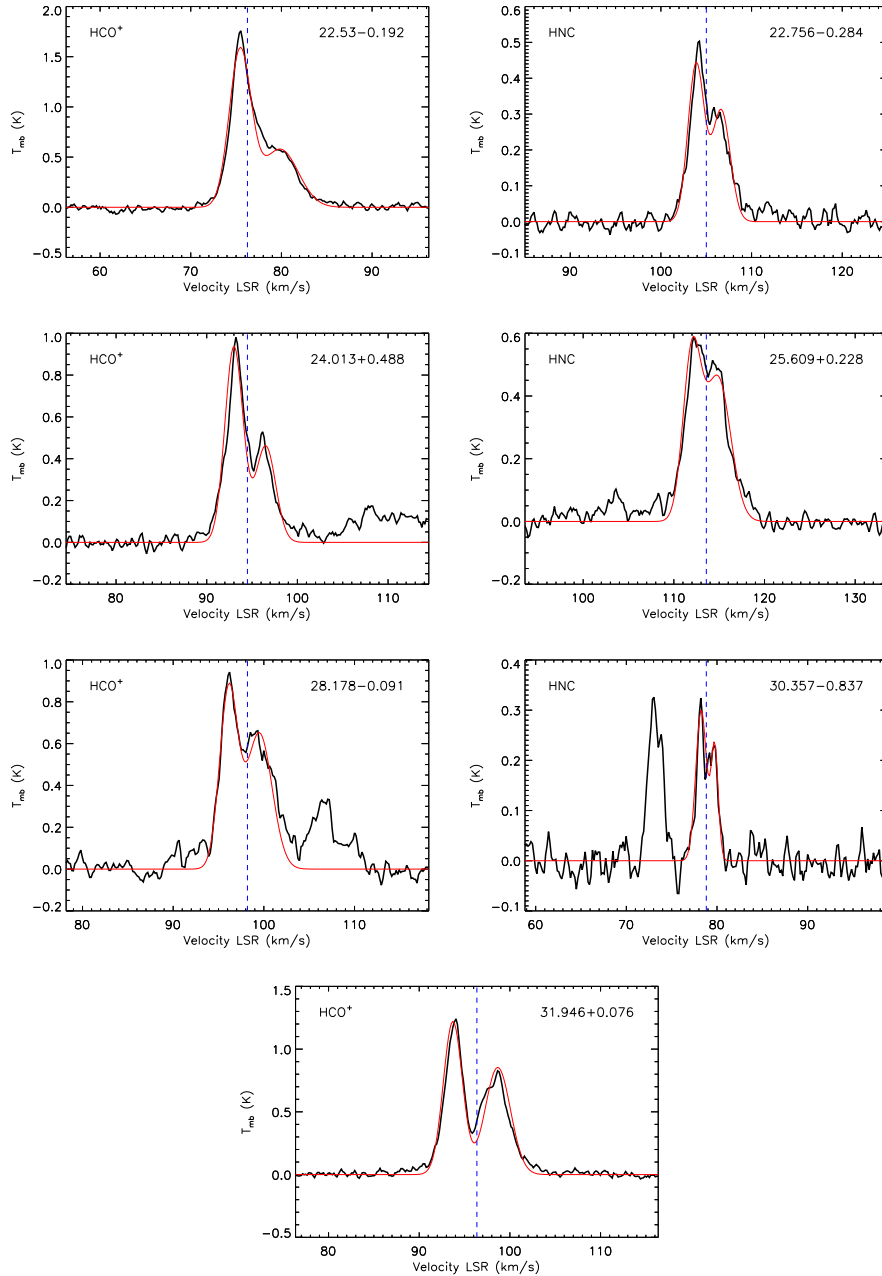 HCO+ 22.53−0.192
T_mb (K)
2.0
1.5
1.0
0.5
0.0
−0.5
60 70 80 90
Velocity LSR (km/s)
HNC 22.756−0.284
T_mb (K)
0.6
0.5
0.4
0.3
0.2
0.1
0.0
−0.1
90 100 110 120
Velocity LSR (km/s)
HCO+ 24.013+0.488
T_mb (K)
1.0
0.8
0.6
0.4
0.2
0.0
−0.2
80 90 100 110
Velocity LSR (km/s)
HNC 25.609+0.228
T_mb (K)
0.6
0.4
0.2
0.0
−0.2
100 110 120 130
Velocity LSR (km/s)
HCO+ 28.178−0.091
T_mb (K)
1.0
0.8
0.6
0.4
0.2
0.0
−0.2
80 90 100 110
Velocity LSR (km/s)
HNC 30.357−0.837
T_mb (K)
0.4
0.3
0.2
0.1
0.0
−0.1
60 70 80 90
Velocity LSR (km/s)
HCO+ 31.946+0.076
T_mb (K)
1.5
1.0
0.5
0.0
−0.5
80 90 100 110
Velocity LSR (km/s)